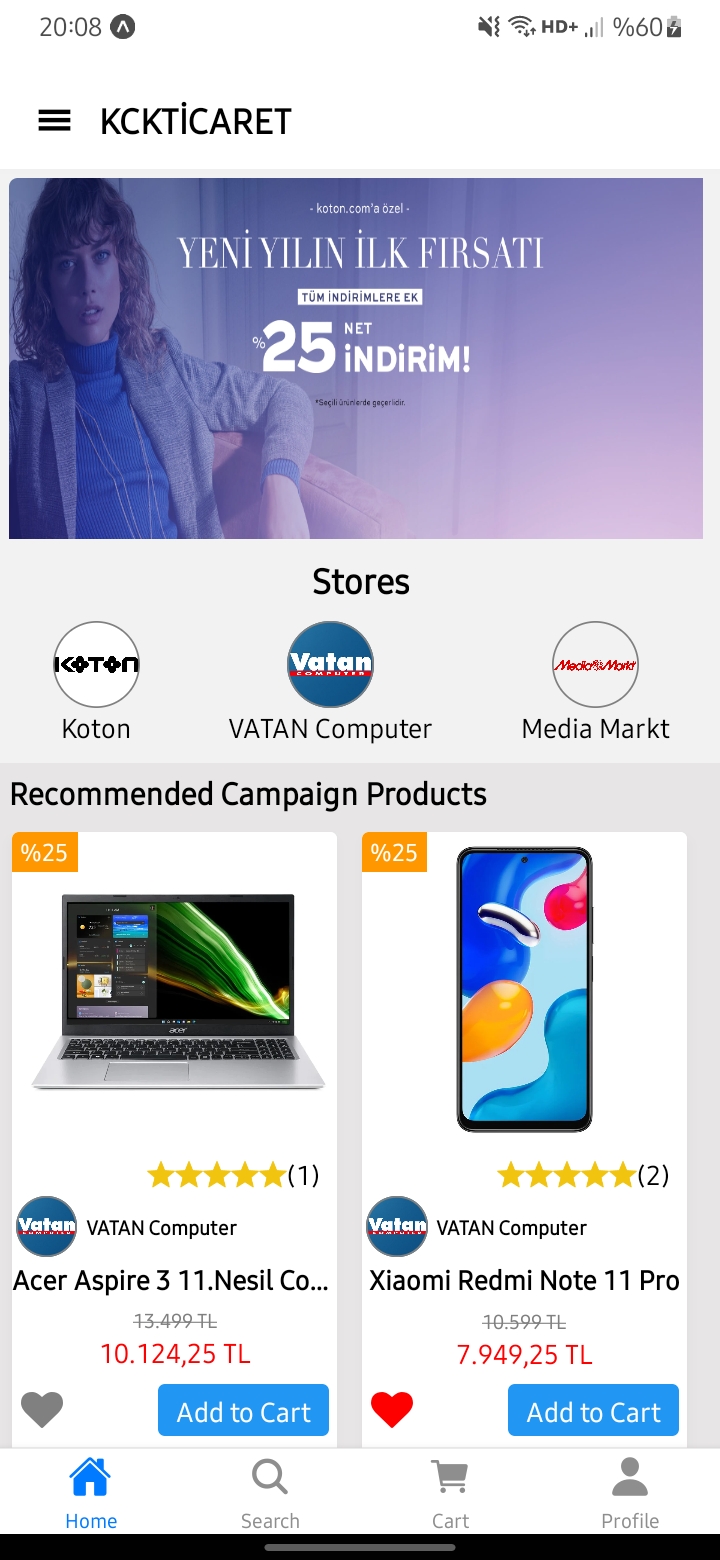 20:08 HD+ %60
KCKTİCARET
- koton.com'a özel -
YENİ YILIN İLK FIRSATI
TÜM İNDİRİMLERE EK
%25 NET İNDİRİM!
*Seçili ürünlerde geçerlidir.
Stores
KOTON Vatan COMPUTER Media Markt
Koton VATAN Computer Media Markt
Recommended Campaign Products
%25 %25
acer
(1) (2)
Vatan COMPUTER VATAN Computer Vatan COMPUTER VATAN Computer
Acer Aspire 3 11.Nesil Co... Xiaomi Redmi Note 11 Pro
13.499 TL 10.599 TL
10.124,25 TL 7.949,25 TL
Add to Cart Add to Cart
Home Search Cart Profile